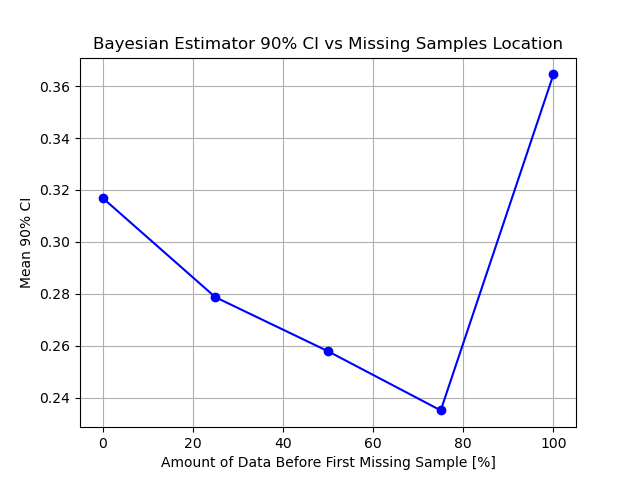 Bayesian Estimator 90% CI vs Missing Samples Location
0.36
0.34
0.32
0.30
0.28
0.26
0.24
Mean 90% CI
0 20 40 60 80 100
Amount of Data Before First Missing Sample [%]